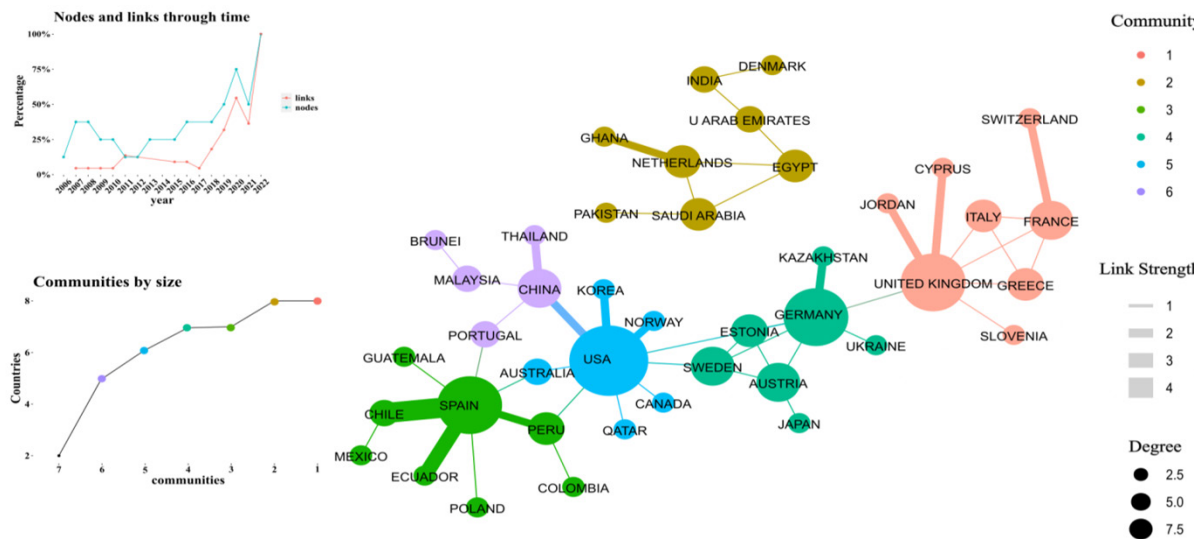 Nodes and links through time
100%
75%
50%
25%
0%
Percentage
links
nodes
2006
2007
2008
2009
2010
2011
2012
2013
2014
2015
2016
2017
2018
2019
2020
2021
2022
year
Communities by size
8
6
4
2
Countries
7
6
5
4
3
2
1
communities
DENMARK
INDIA
U ARAB EMIRATES
GHANA
NETHERLANDS
EGYPT
PAKISTAN
SAUDI ARABIA
SWITZERLAND
CYPRUS
JORDAN
ITALY
FRANCE
UNITED KINGDOM
GREECE
SLOVENIA
BRUNEI
THAILAND
MALAYSIA
CHINA
PORTUGAL
KOREA
NORWAY
USA
AUSTRALIA
CANADA
QATAR
KAZAKHSTAN
GERMANY
ESTONIA
UKRAINE
SWEDEN
AUSTRIA
JAPAN
GUATEMALA
SPAIN
CHILE
PERU
MEXICO
ECUADOR
COLOMBIA
POLAND
Community
1
2
3
4
5
6
Link Strength
1
2
3
4
Degree
2.5
5.0
7.5